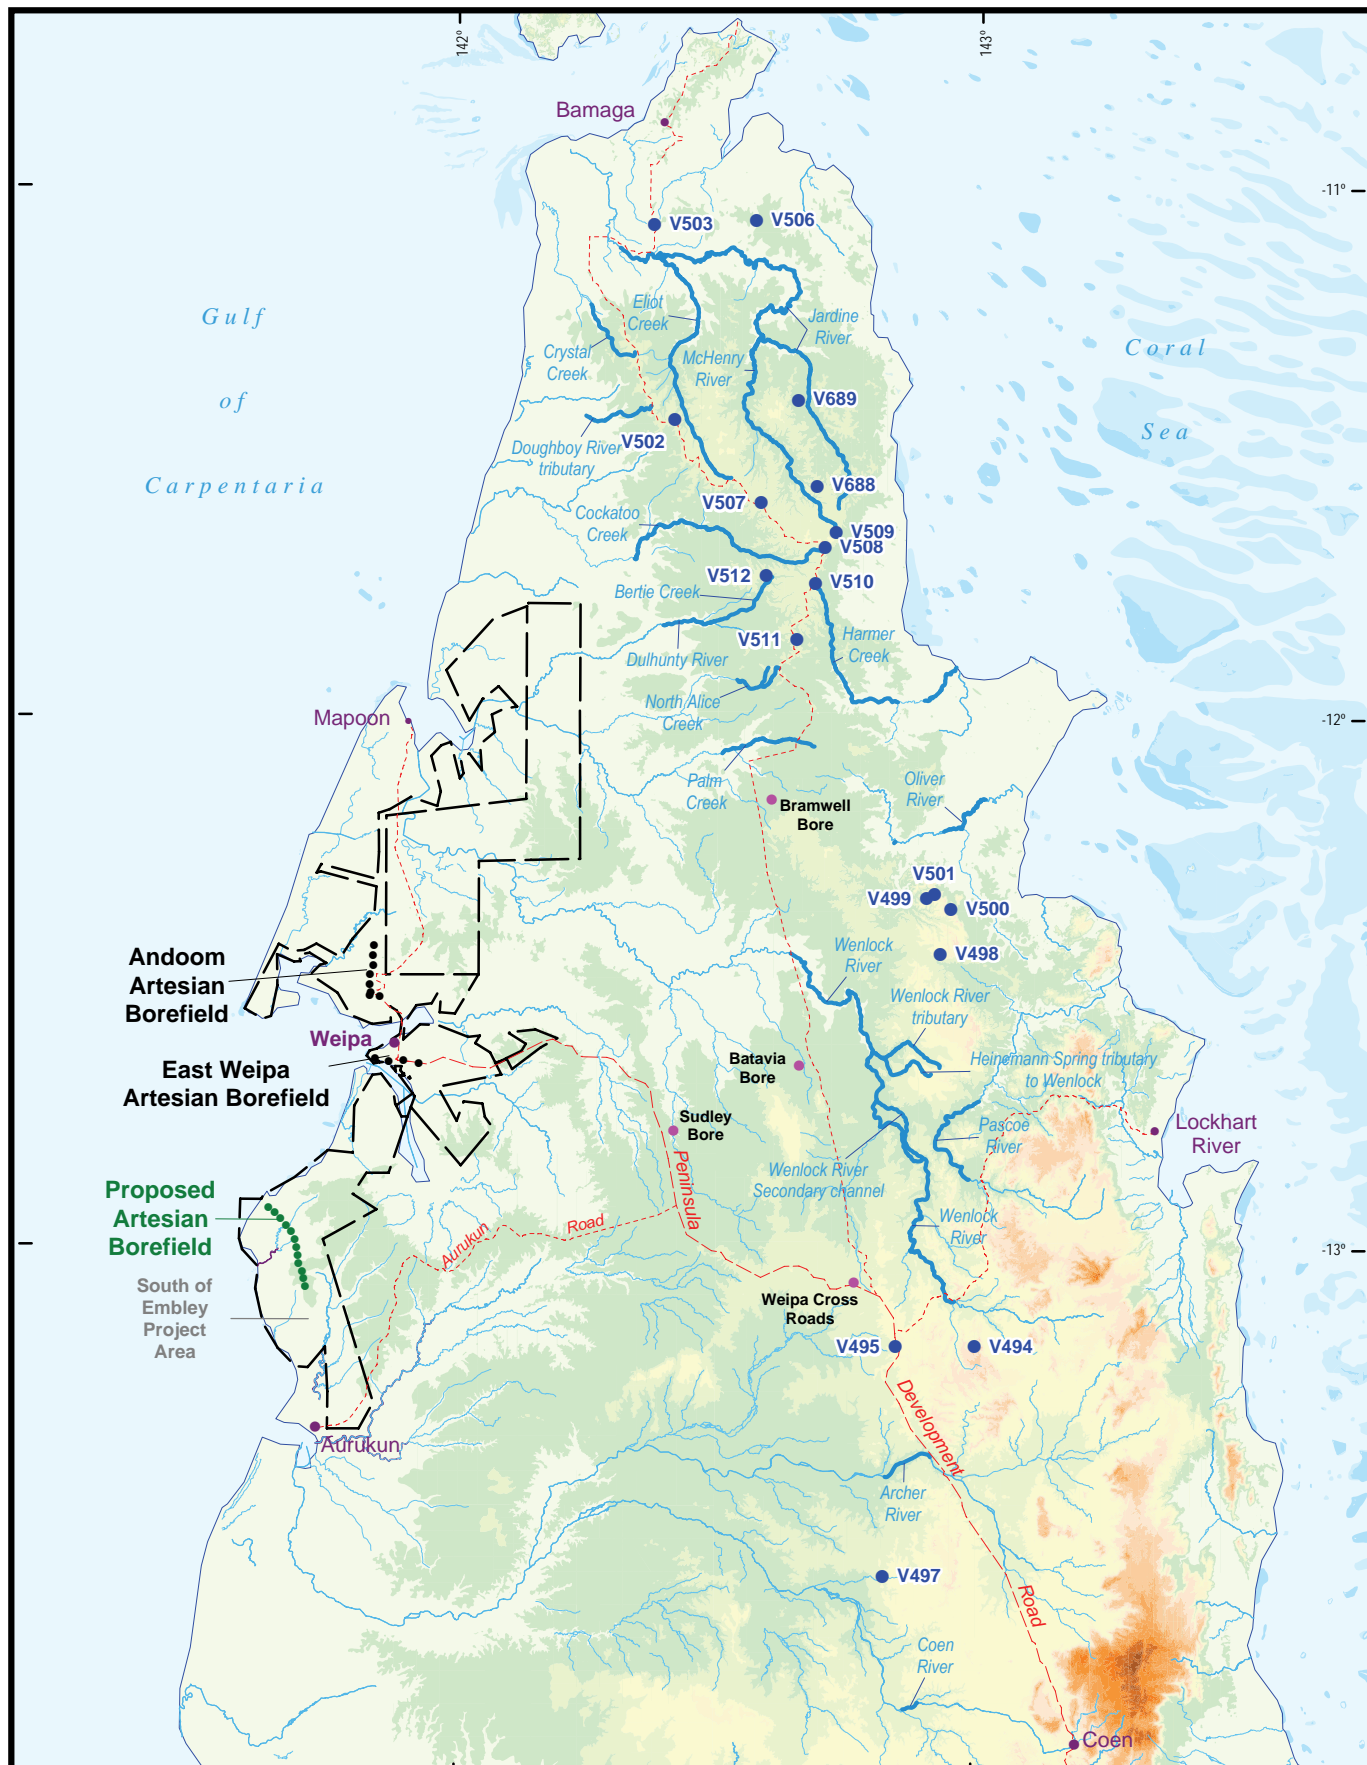 142°
143°
Bamaga
-11°
V503
V506
Gulf
of
Carpentaria
Eliot
Creek
Jardine
River
Crystal
Creek
McHenry
River
Coral
Sea
V689
V502
Doughboy River
tributary
V688
V507
Cockatoo
Creek
V509
V508
V512
V510
Bertie Creek
V511
Harmer
Creek
Dulhunty River
North Alice
Creek
Mapoon
-12°
Palm
Creek
Oliver
River
Bramwell
Bore
V501
V499
V500
V498
Andoom
Artesian
Borefield
Wenlock
River
Wenlock River
tributary
Weipa
Heinemann Spring tributary
to Wenlock
East Weipa
Artesian Borefield
Batavia
Bore
Sudley
Bore
Pascoe
River
Lockhart
River
Wenlock River
Secondary channel
Proposed
Artesian
Borefield
Peninsula
Aurukun
Road
Wenlock
River
-13°
South of
Embley
Project
Area
Weipa Cross
Roads
V495
V494
Development
Aurukun
Archer
River
V497
Road
Coen
River
Coen